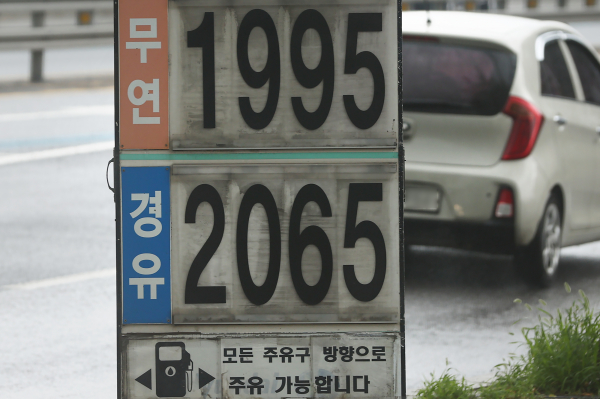 무연 1995
경유 2065
모든 주유구 방향으로
주유 가능합니다